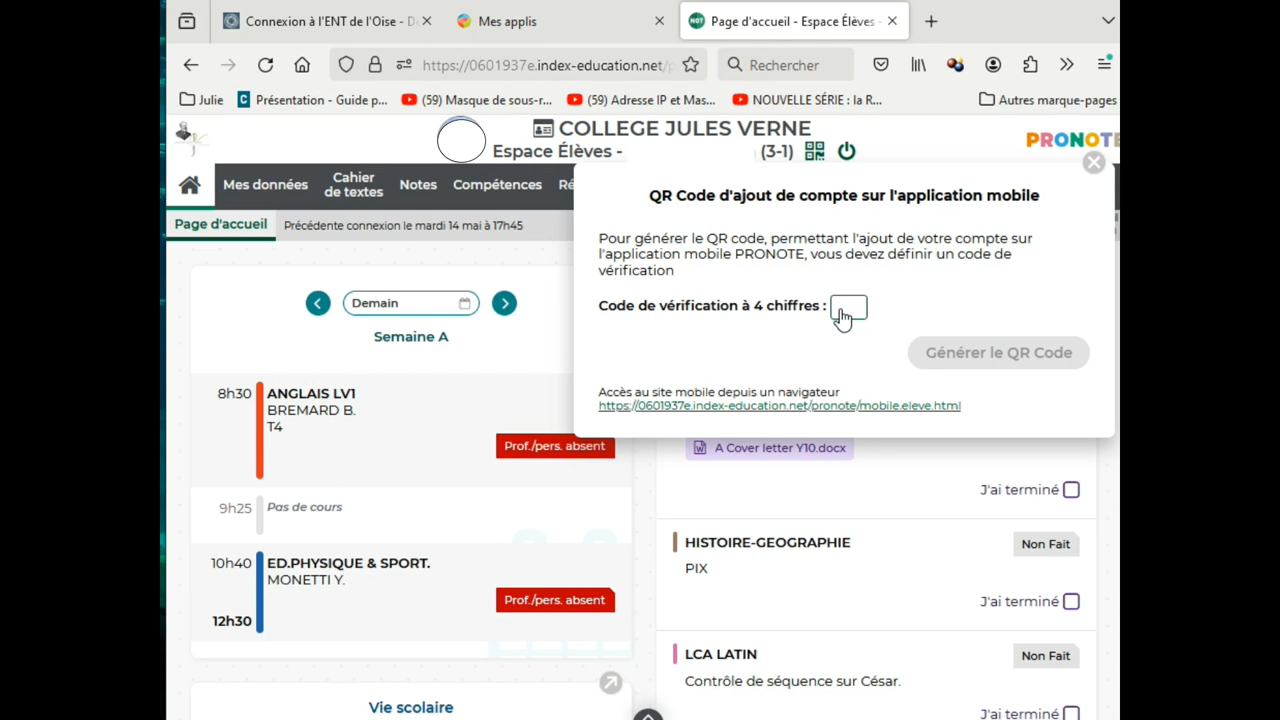 Connexion à l'ENT de l'Oise - D
Mes applis
Page d'accueil - Espace Élèves -
https://0601937e.index-education.net/p
Rechercher
Julie
Présentation - Guide p...
(59) Masque de sous-r...
(59) Adresse IP et Mas...
NOUVELLE SÉRIE : la R...
Autres marque-pages
COLLEGE JULES VERNE
Espace Élèves -
(3-1)
PRONOTE
Mes données
Cahier
de textes
Notes
Compétences
Ré
Page d'accueil
Précédente connexion le mardi 14 mai à 17h45
QR Code d'ajout de compte sur l'application mobile
Pour générer le QR code, permettant l'ajout de votre compte sur
l'application mobile PRONOTE, vous devez définir un code de
vérification
Code de vérification à 4 chiffres :
Générer le QR Code
Accès au site mobile depuis un navigateur
https://0601937e.index-education.net/pronote/mobile.eleve.html
Demain
Semaine A
8h30
ANGLAIS LV1
BREMARD B.
T4
Prof./pers. absent
9h25
Pas de cours
10h40
ED.PHYSIQUE & SPORT.
MONETTI Y.
Prof./pers. absent
12h30
Vie scolaire
A Cover letter Y10.docx
J'ai terminé
HISTOIRE-GEOGRAPHIE
Non Fait
PIX
J'ai terminé
LCA LATIN
Non Fait
Contrôle de séquence sur César.
J'ai terminé